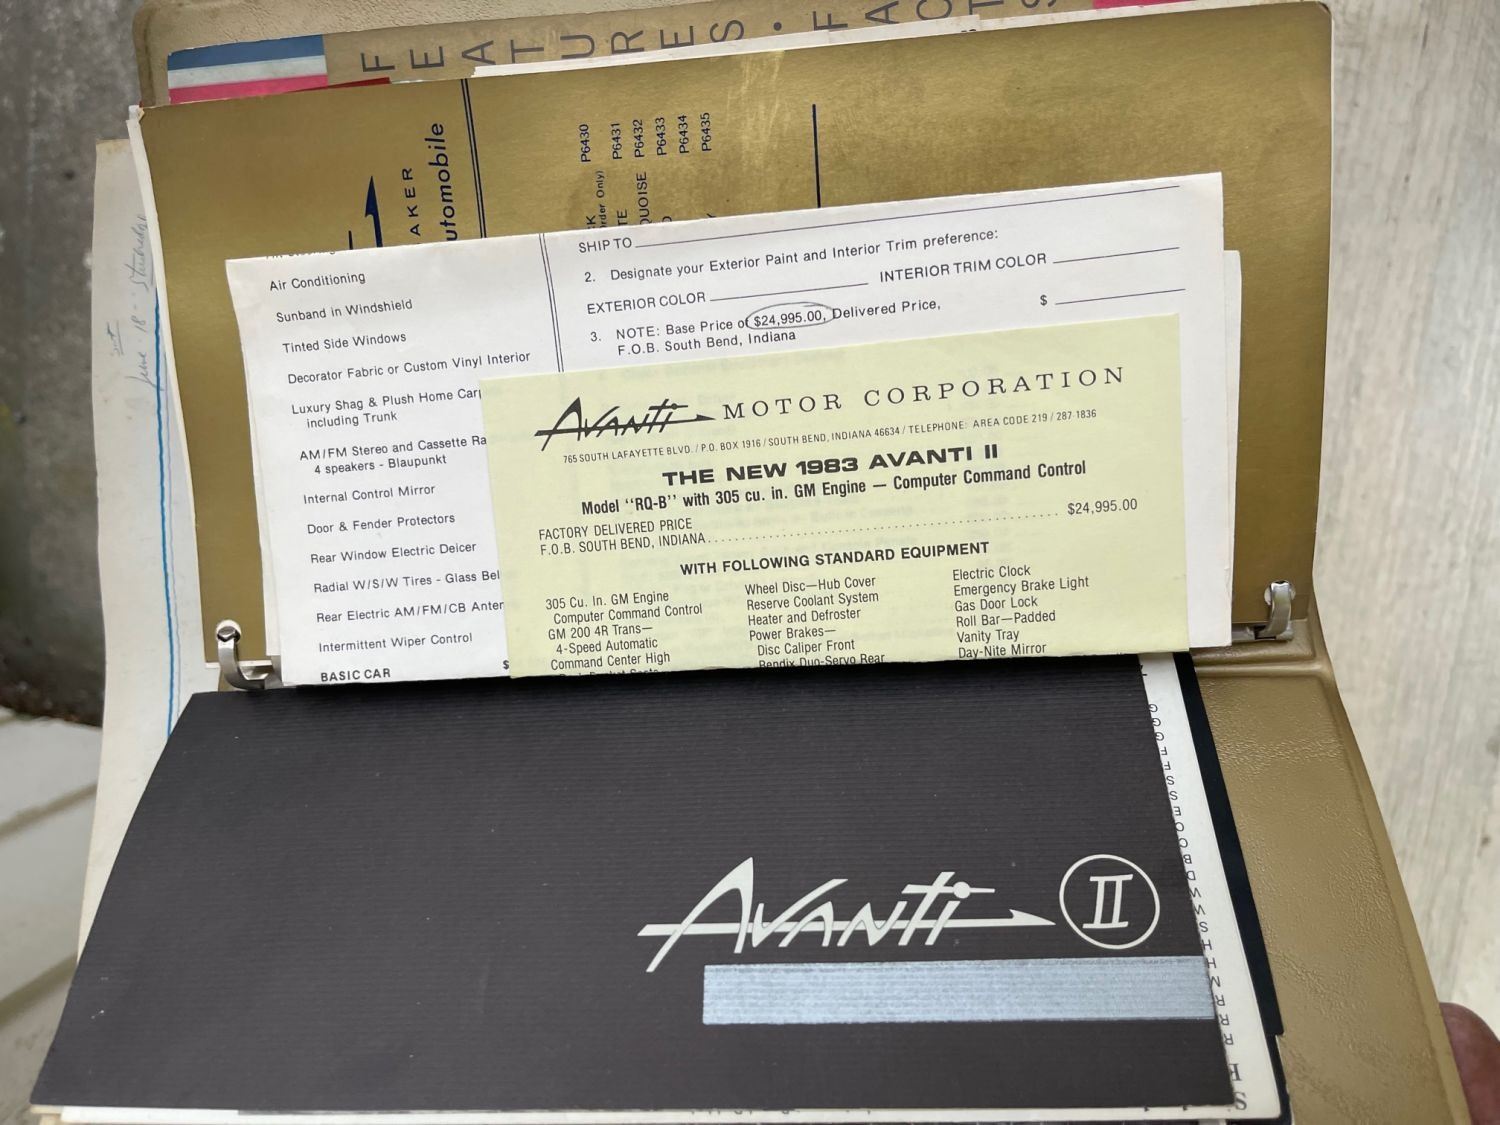 FEATURES • FACTS
AKER
utomobile
P6430
rder Only) P6431
TE P6432
UOISE P6433
P6434
P6435
Air Conditioning
Sunband in Windshield
Tinted Side Windows
Decorator Fabric or Custom Vinyl Interior
Luxury Shag & Plush Home Car
including Trunk
AM/FM Stereo and Cassette Ra
4 speakers - Blaupunkt
Internal Control Mirror
Door & Fender Protectors
Rear Window Electric Deicer
Radial W/S/W Tires - Glass Bel
Rear Electric AM/FM/CB Anten
Intermittent Wiper Control
BASIC CAR $
SHIP TO
2. Designate your Exterior Paint and Interior Trim preference:
EXTERIOR COLOR INTERIOR TRIM COLOR
3. NOTE: Base Price of $24,995.00, Delivered Price, $
F.O.B. South Bend, Indiana
AVANTI MOTOR CORPORATION
765 SOUTH LAFAYETTE BLVD. / P.O. BOX 1916 / SOUTH BEND, INDIANA 46634 / TELEPHONE: AREA CODE 219 / 287-1836
THE NEW 1983 AVANTI II
Model "RQ-B" with 305 cu. in. GM Engine — Computer Command Control
FACTORY DELIVERED PRICE
F.O.B. SOUTH BEND, INDIANA $24,995.00
WITH FOLLOWING STANDARD EQUIPMENT
305 Cu. In. GM Engine
Computer Command Control
GM 200 4R Trans—
4-Speed Automatic
Command Center High
Wheel Disc—Hub Cover
Reserve Coolant System
Heater and Defroster
Power Brakes—
Disc Caliper Front
Bendix Duo-Servo Rear
Electric Clock
Emergency Brake Light
Gas Door Lock
Roll Bar—Padded
Vanity Tray
Day-Nite Mirror
AVANTI II